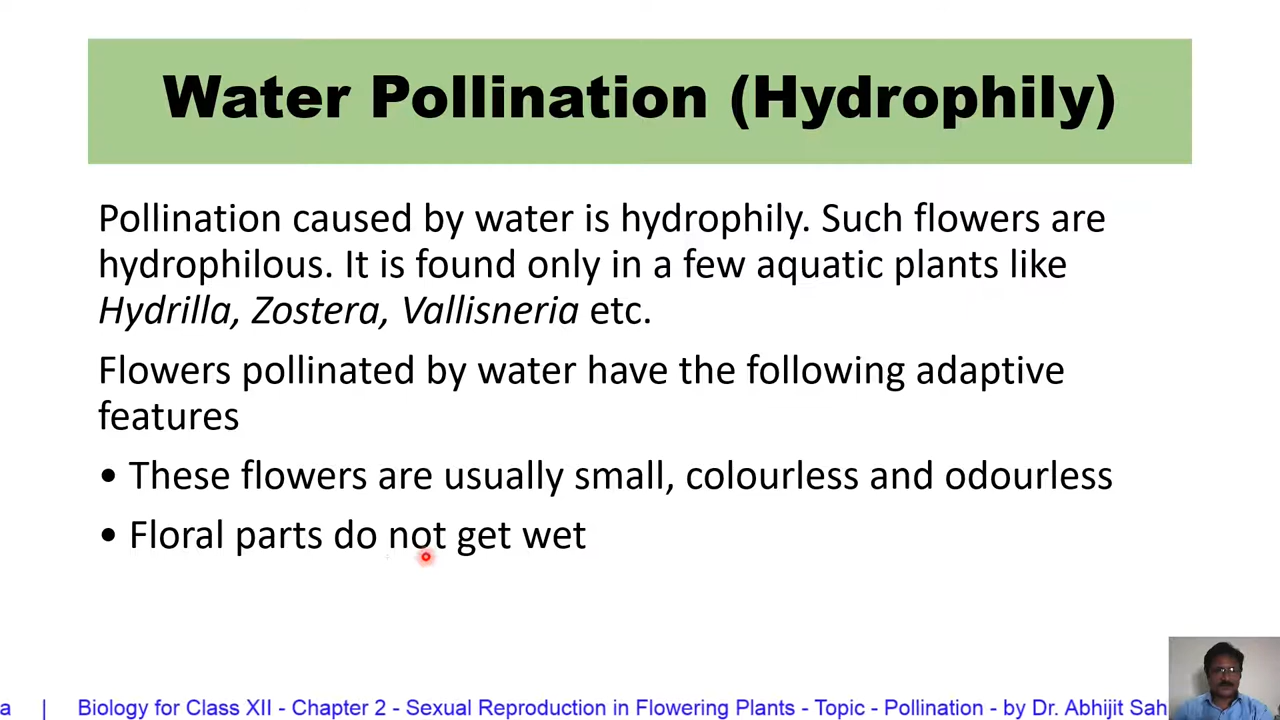 Water Pollination (Hydrophily)
Pollination caused by water is hydrophily. Such flowers are
hydrophilous. It is found only in a few aquatic plants like
Hydrilla, Zostera, Vallisneria etc.
Flowers pollinated by water have the following adaptive
features
• These flowers are usually small, colourless and odourless
• Floral parts do not get wet
a | Biology for Class XII - Chapter 2 - Sexual Reproduction in Flowering Plants - Topic - Pollination - by Dr. Abhijit Sah